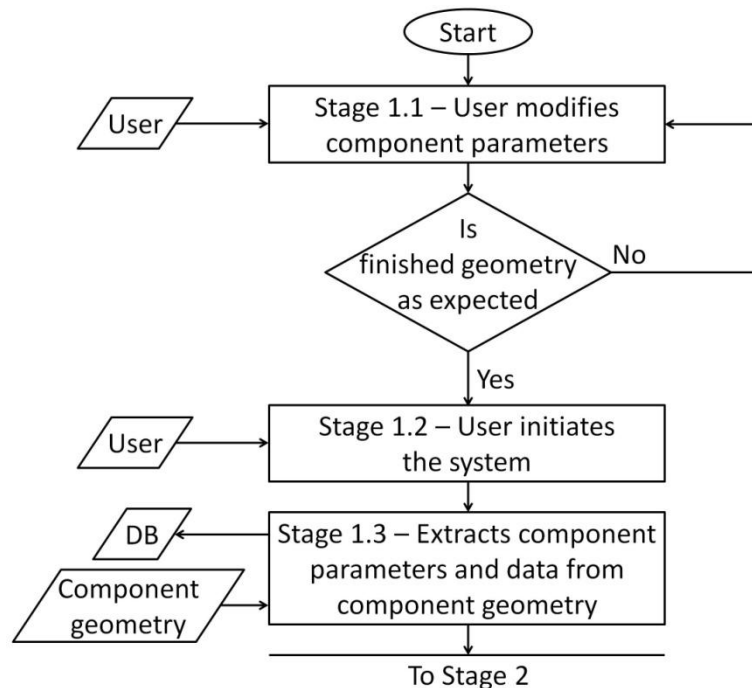 Start
User
Stage 1.1 – User modifies
component parameters
Is
finished geometry
as expected
No
Yes
User
Stage 1.2 – User initiates
the system
DB
Stage 1.3 – Extracts component
parameters and data from
component geometry
Component
geometry
To Stage 2